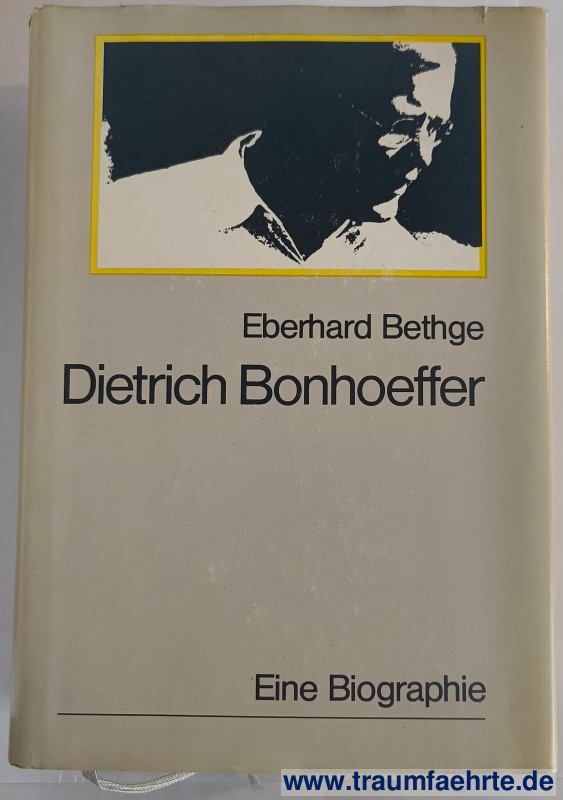 Eberhard Bethge
Dietrich Bonhoeffer
Eine Biographie
www.traumfaehrte.de